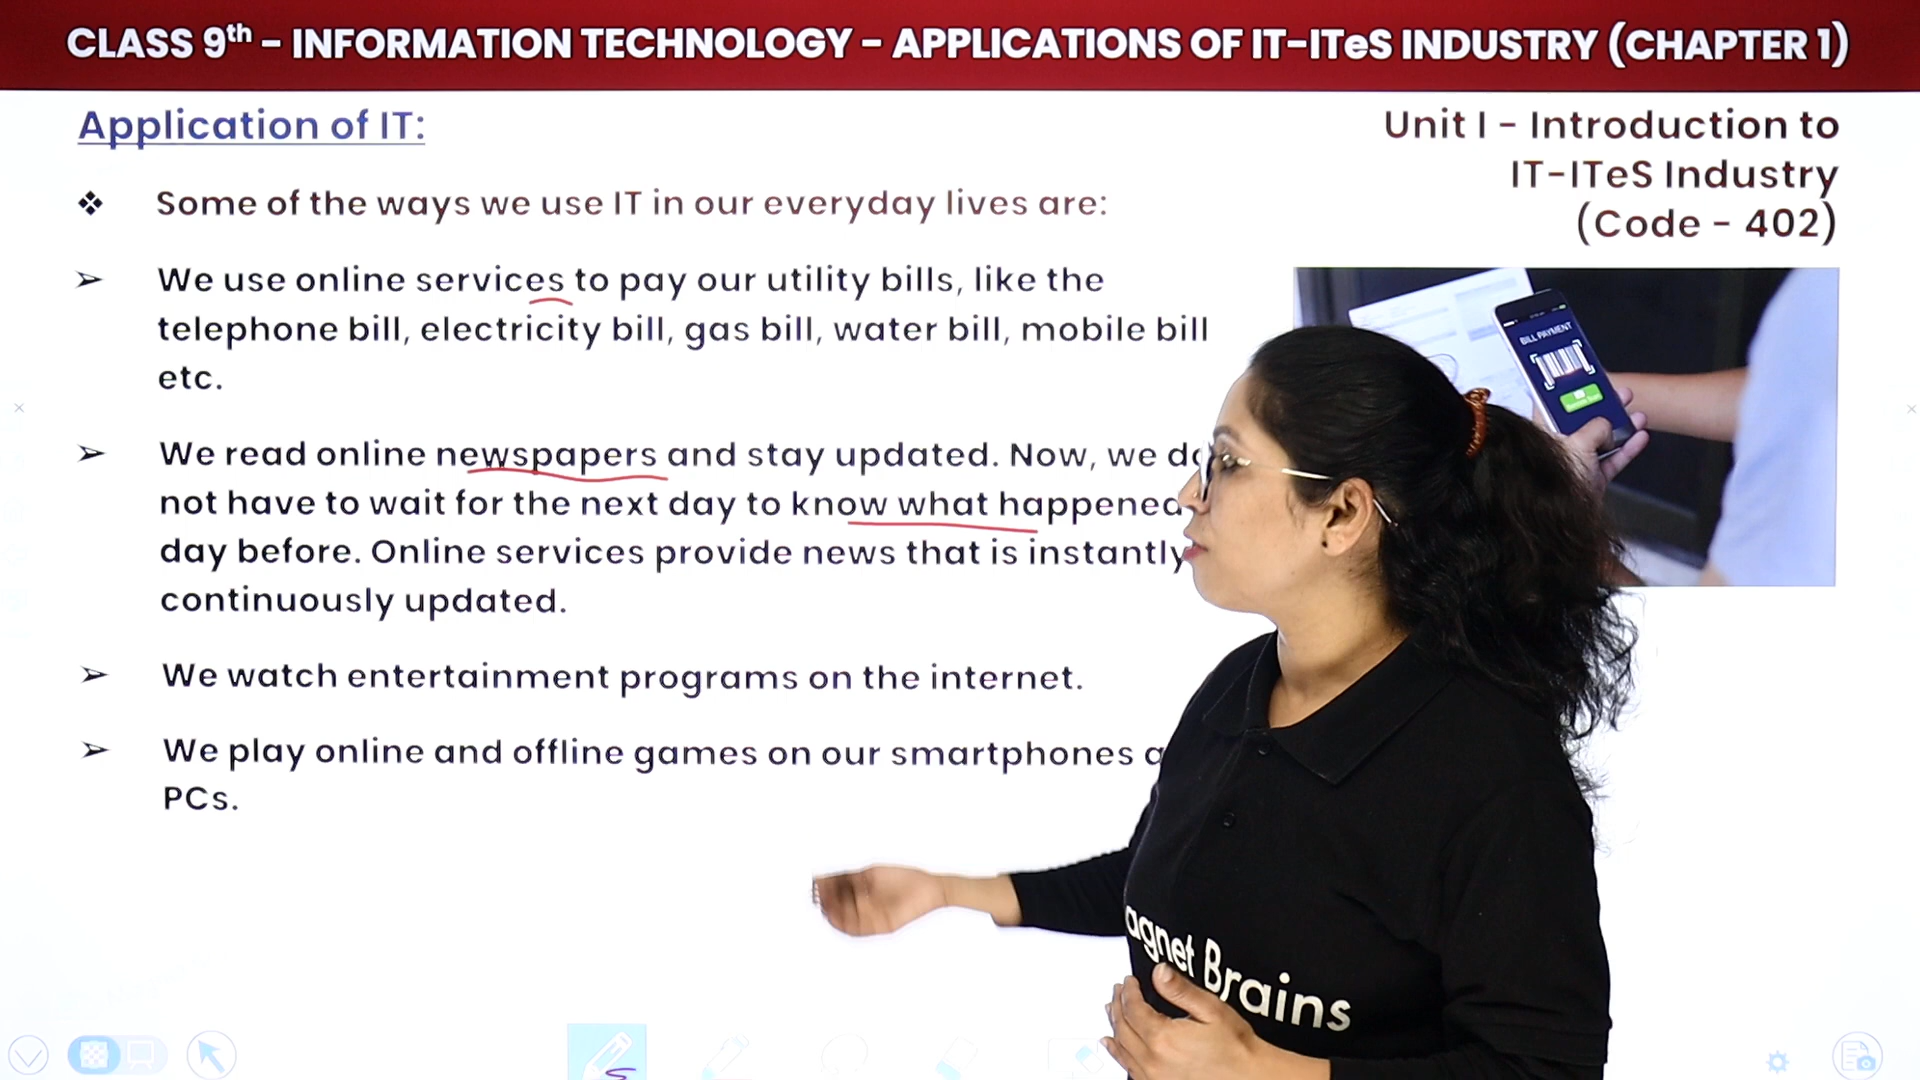 CLASS 9th – INFORMATION TECHNOLOGY – APPLICATIONS OF IT-ITeS INDUSTRY (CHAPTER 1)
Application of IT:
Unit I - Introduction to
IT-ITeS Industry
(Code - 402)
❖ Some of the ways we use IT in our everyday lives are:
➢ We use online services to pay our utility bills, like the
telephone bill, electricity bill, gas bill, water bill, mobile bill
etc.
➢ We read online newspapers and stay updated. Now, we do
not have to wait for the next day to know what happened
day before. Online services provide news that is instantly
continuously updated.
➢ We watch entertainment programs on the internet.
➢ We play online and offline games on our smartphones
PCs.
BILL PAYMENT
agnet Brains